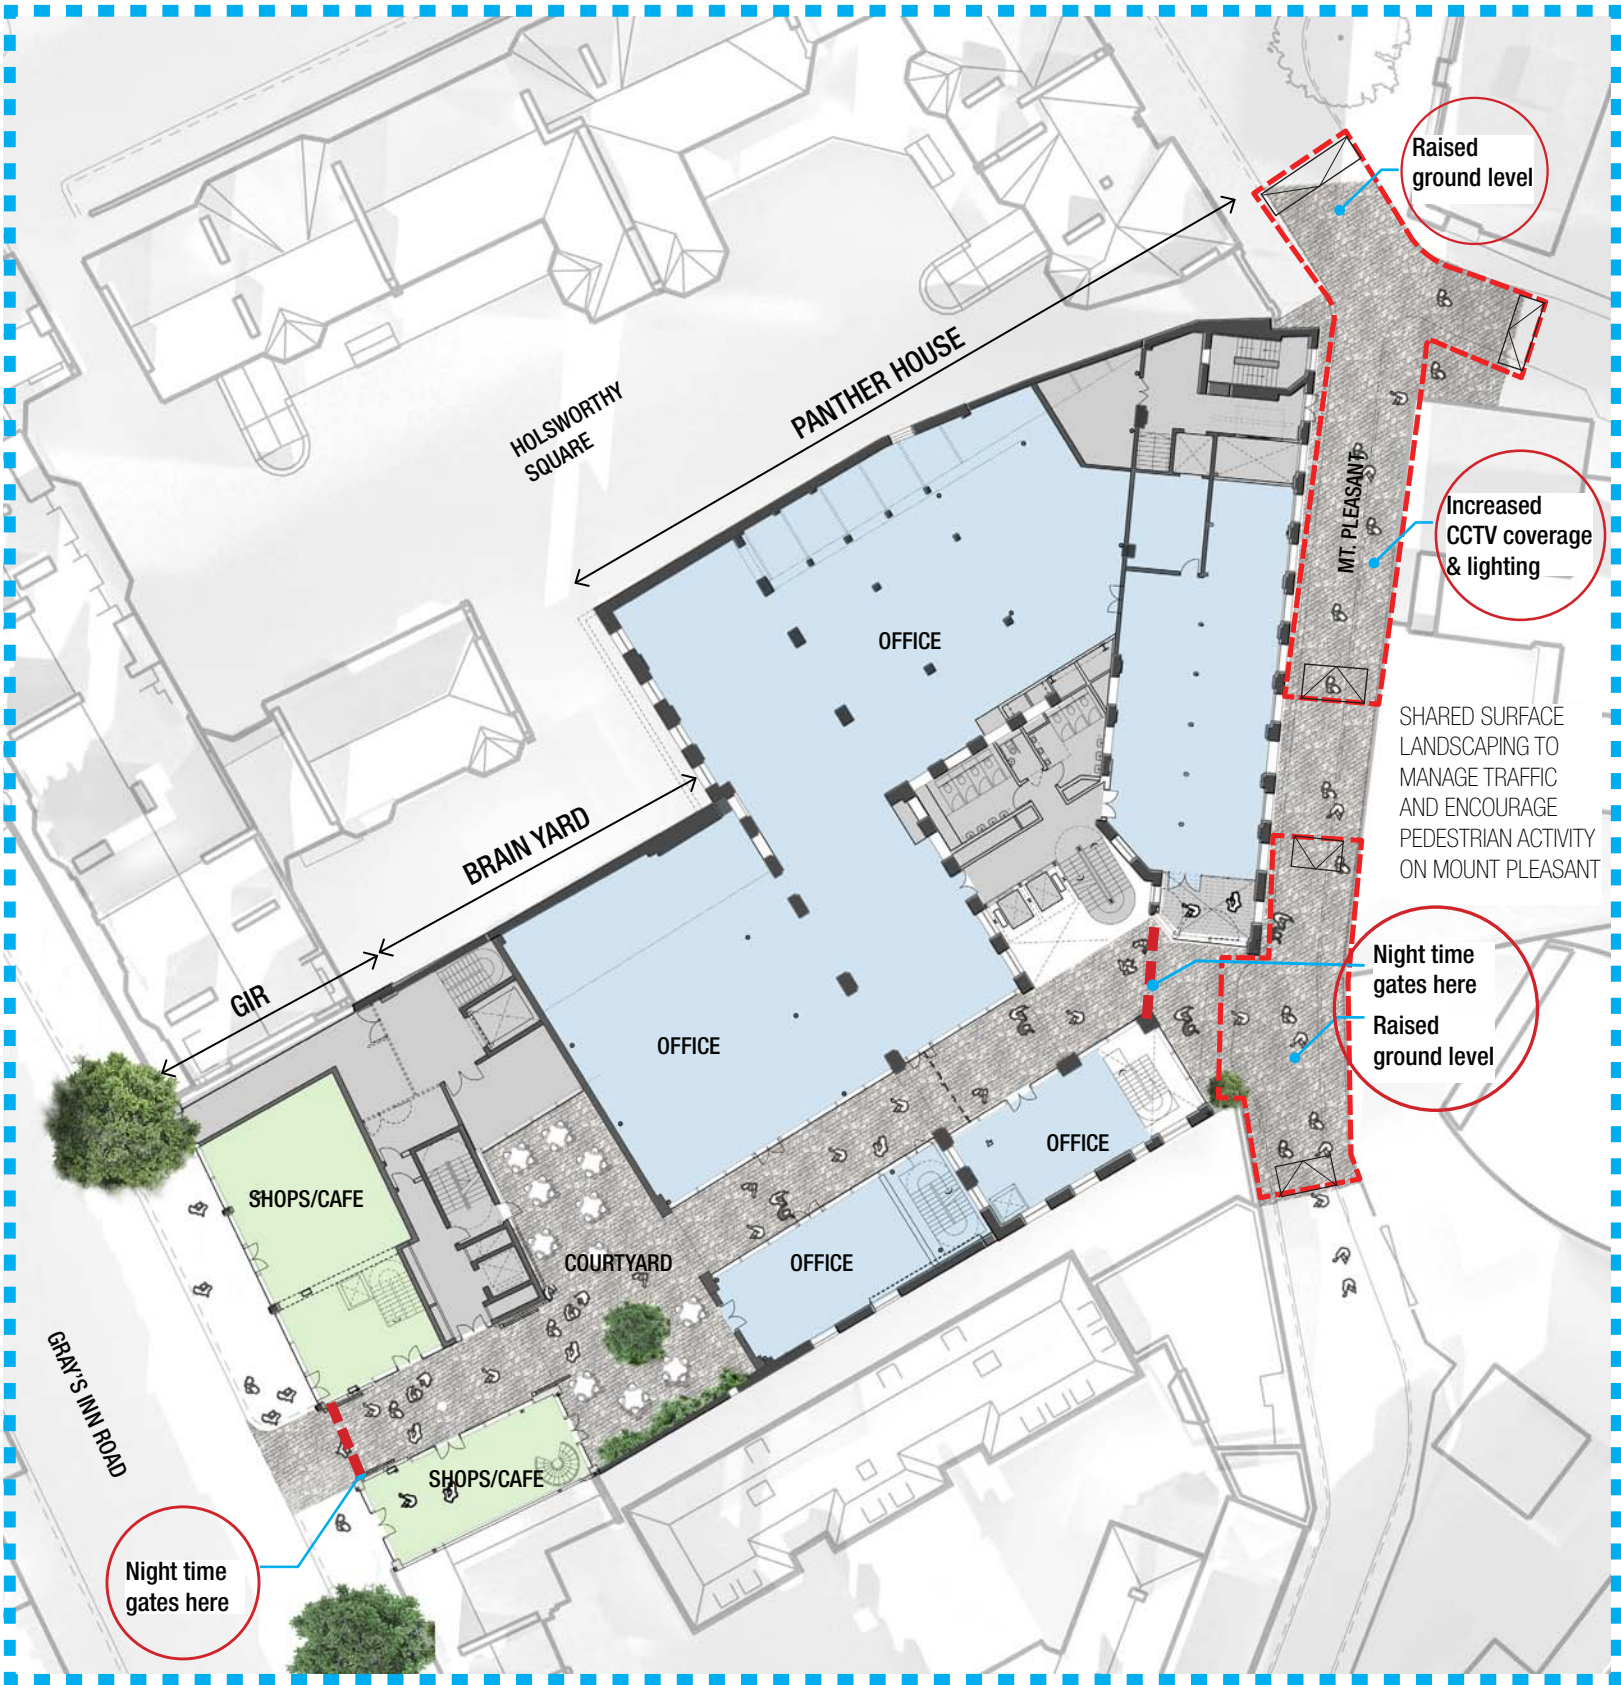 Raised
ground level
PANTHER HOUSE
HOLSWORTHY
SQUARE
MT. PLEASANT
Increased
CCTV coverage
& lighting
OFFICE
SHARED SURFACE
LANDSCAPING TO
MANAGE TRAFFIC
AND ENCOURAGE
PEDESTRIAN ACTIVITY
ON MOUNT PLEASANT
BRAIN YARD
Night time
gates here
Raised
ground level
GIR
OFFICE
OFFICE
SHOPS/CAFE
COURTYARD
OFFICE
GRAY'S INN ROAD
SHOPS/CAFE
Night time
gates here